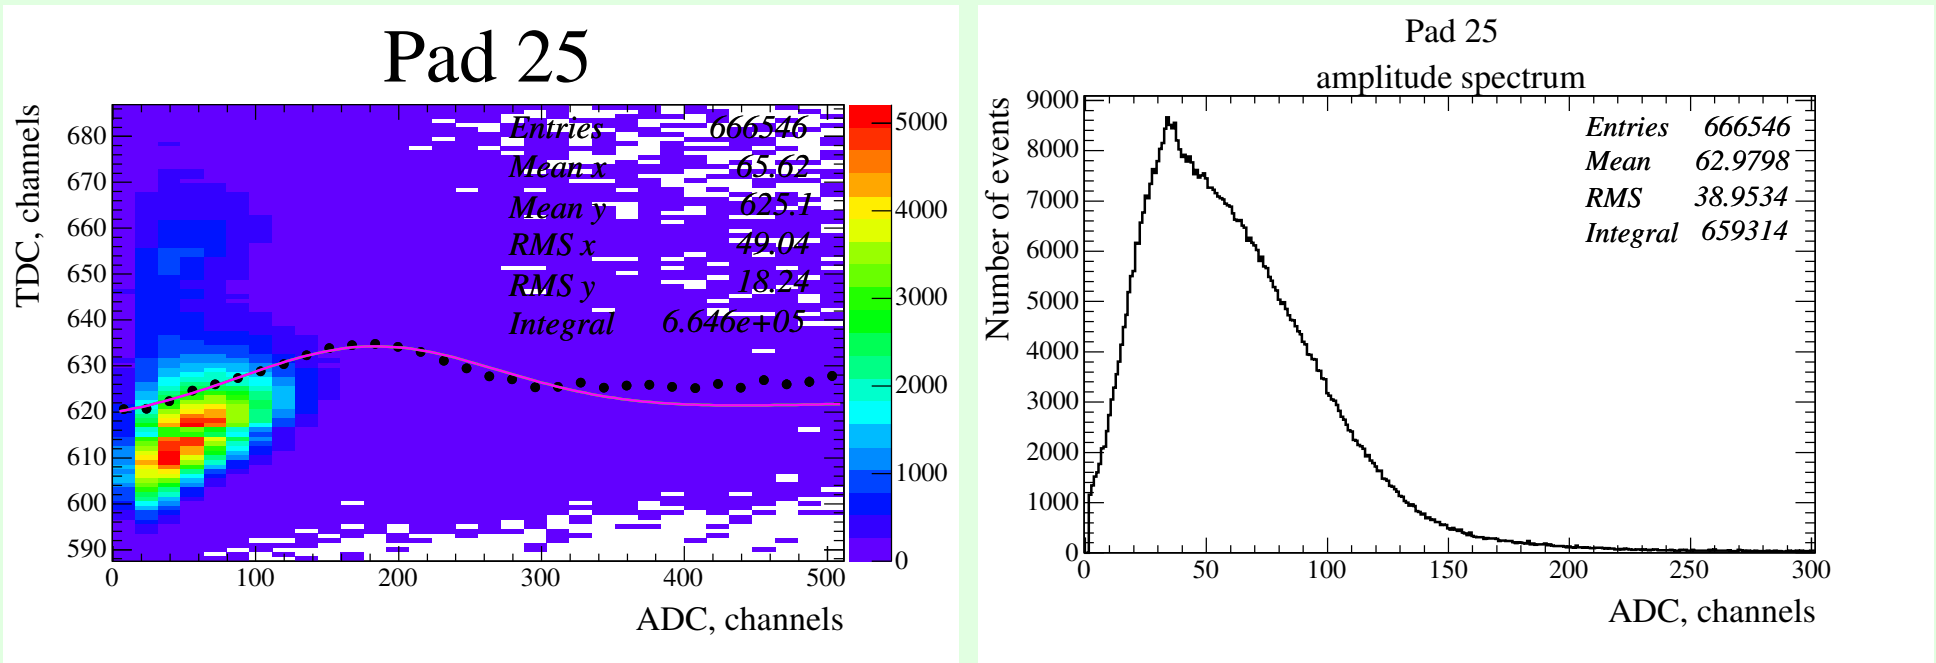 Pad 25
TDC, channels
680
670
660
650
640
630
620
610
600
590
0 100 200 300 400 500
ADC, channels
Entries 666546
Mean x 65.62
Mean y 625.1
RMS x 49.04
RMS y 18.24
Integral 6.646e+05
5000
4000
3000
2000
1000
0
Pad 25
amplitude spectrum
Number of events
9000
8000
7000
6000
5000
4000
3000
2000
1000
0
0 50 100 150 200 250 300
ADC, channels
Entries 666546
Mean 62.9798
RMS 38.9534
Integral 659314